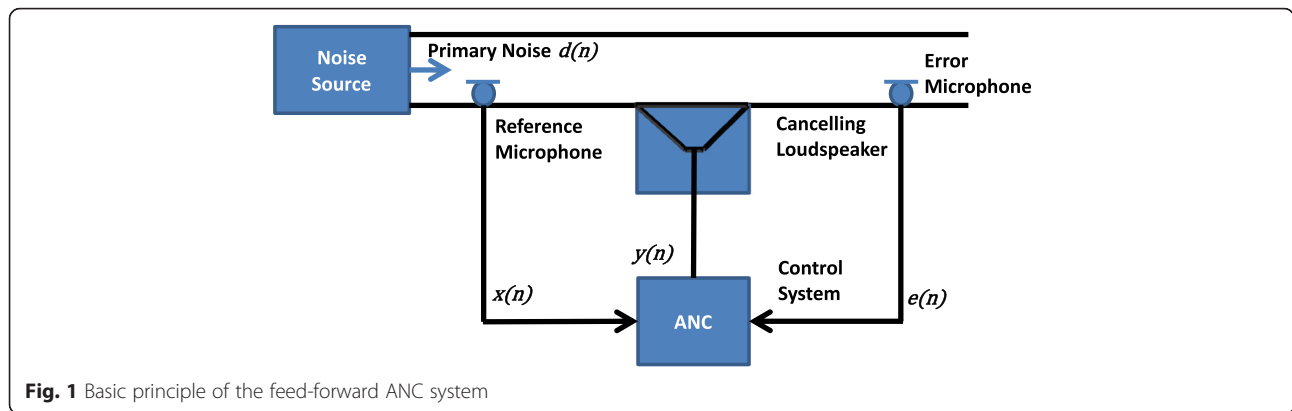 Noise
Source
Primary Noise d(n)
Error
Microphone
Reference
Microphone
Cancelling
Loudspeaker
y(n)
Control
System
x(n)
e(n)
ANC
Fig. 1 Basic principle of the feed-forward ANC system